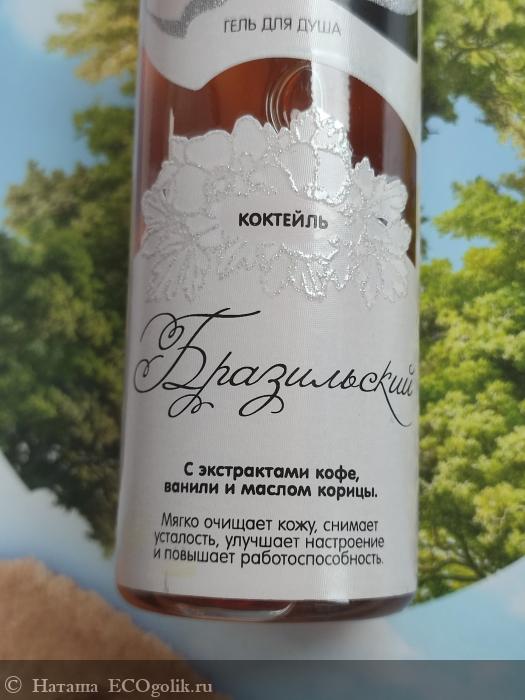 ГЕЛЬ ДЛЯ ДУША
КОКТЕЙЛЬ
Бразильский
С экстрактами кофе,
ванили и маслом корицы.
Мягко очищает кожу, снимает
усталость, улучшает настроение
и повышает работоспособность.
© Наташа ECOgolik.ru